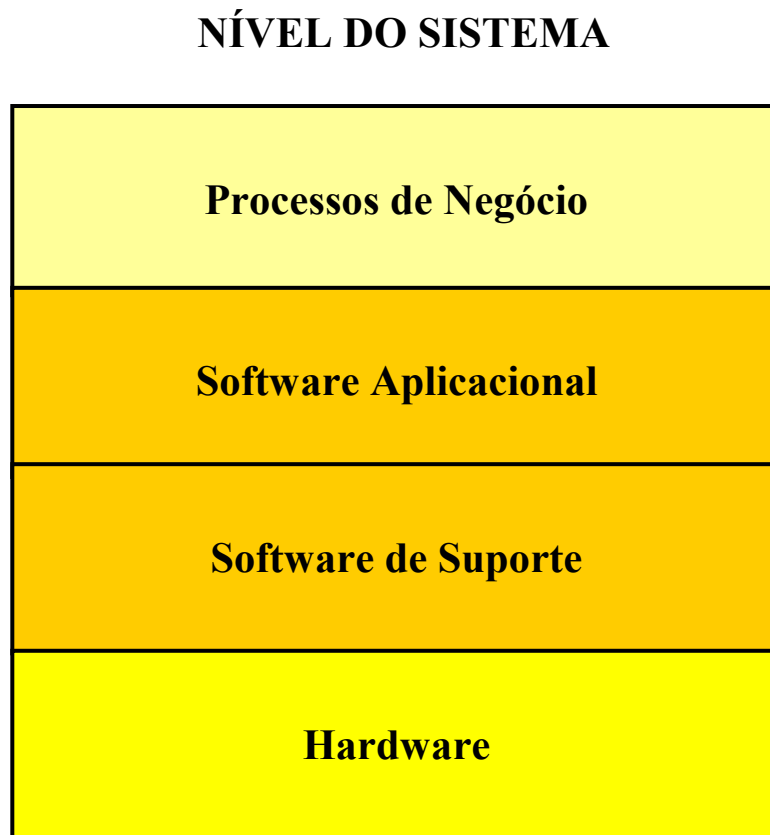 NÍVEL DO SISTEMA
Processos de Negócio
Software Aplicacional
Software de Suporte
Hardware